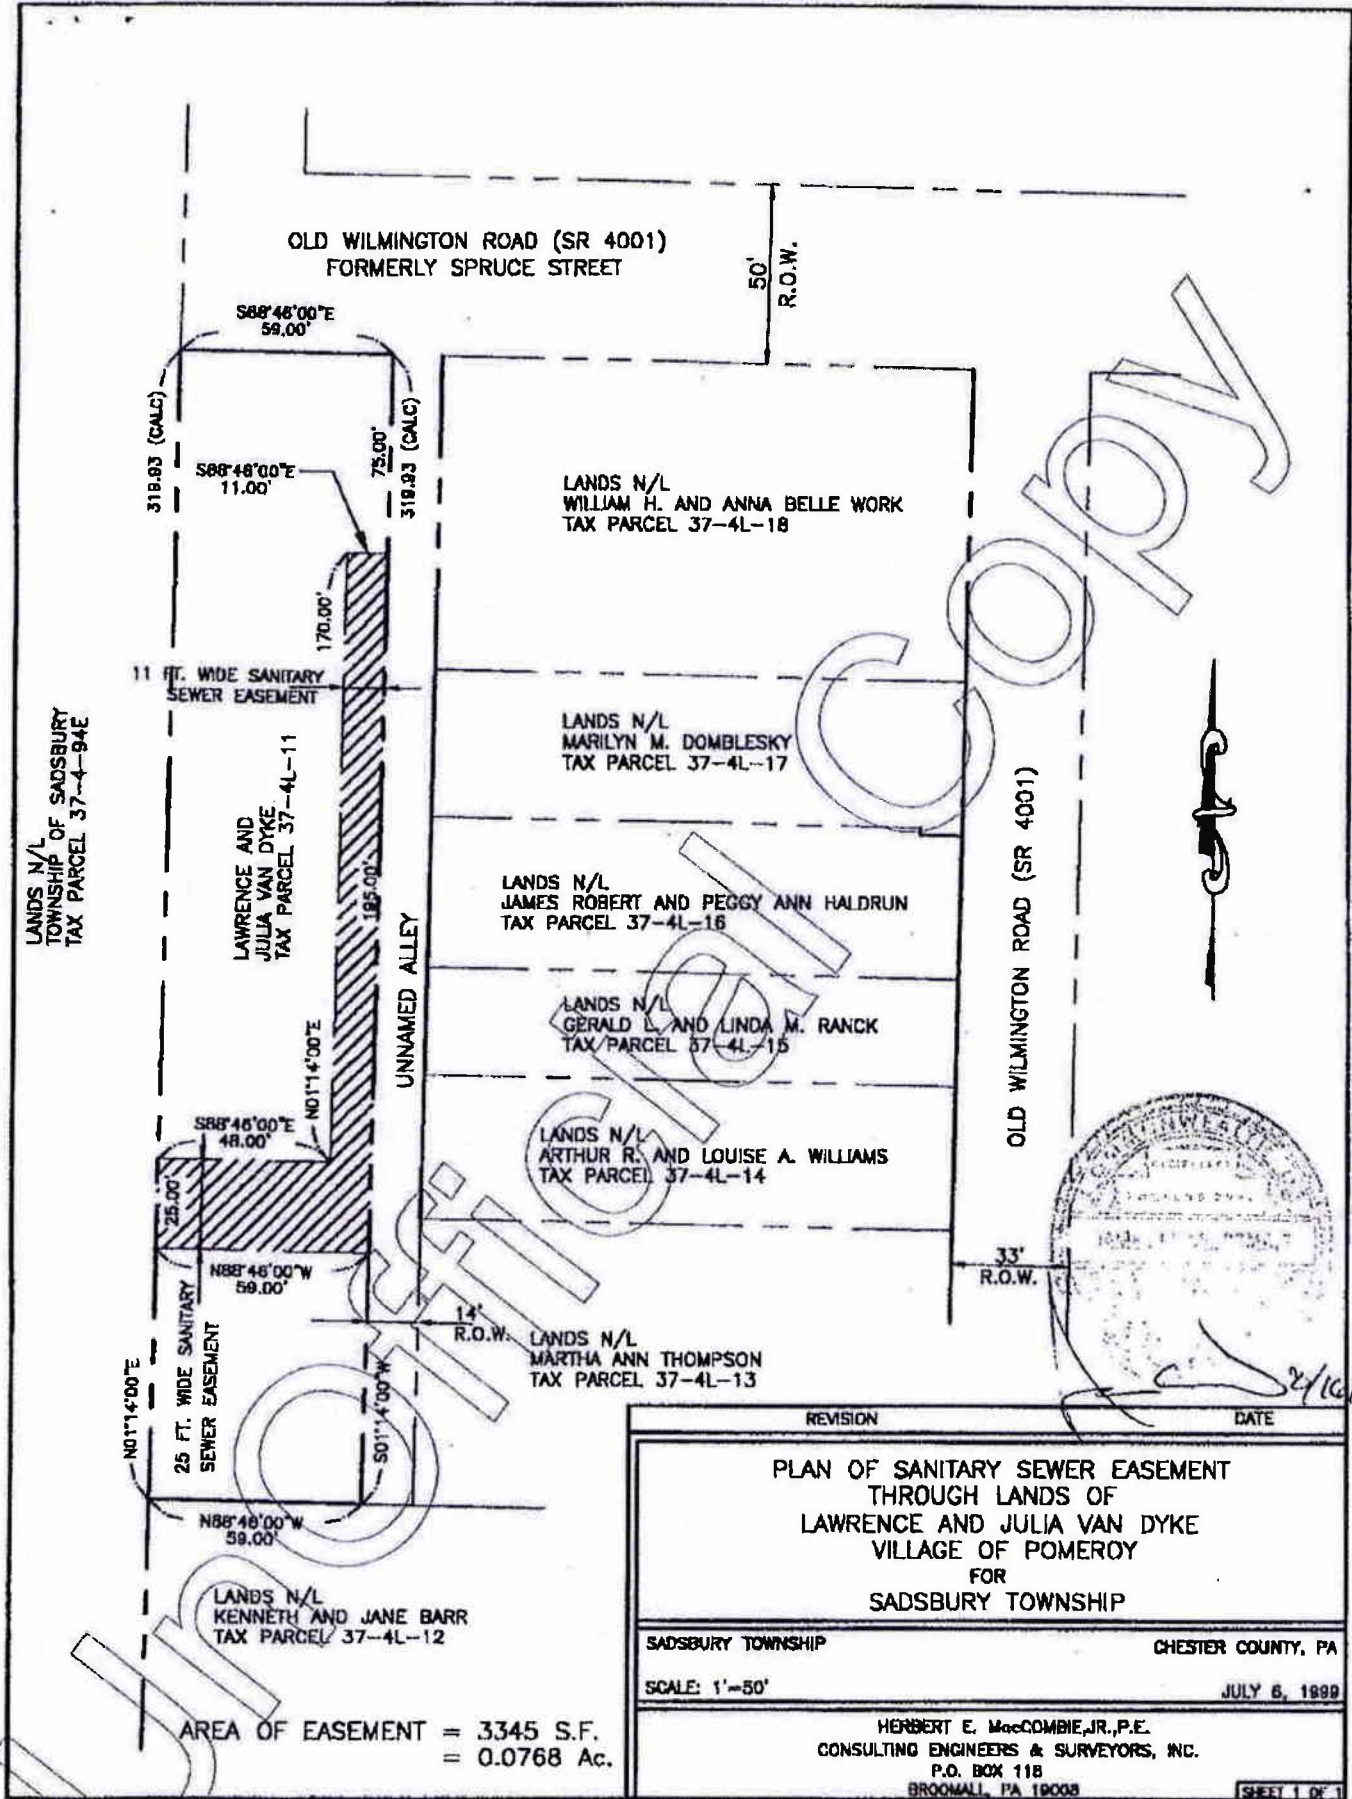 OLD WILMINGTON ROAD (SR 4001)
FORMERLY SPRUCE STREET
50'
R.O.W.
S88°46'00"E
59.00'
319.93 (CALC)
75.00'
319.93 (CALC)
S88°46'00"E
11.00'
170.00'
11 FT. WIDE SANITARY
SEWER EASEMENT
LANDS N/L
TOWNSHIP OF SADSBURY
TAX PARCEL 37-4-94E
LAWRENCE AND
JULIA VAN DYKE
TAX PARCEL 37-4L-11
195.00'
UNNAMED ALLEY
LANDS N/L
WILLIAM H. AND ANNA BELLE WORK
TAX PARCEL 37-4L-18
LANDS N/L
MARILYN M. DOMBLESKY
TAX PARCEL 37-4L-17
LANDS N/L
JAMES ROBERT AND PEGGY ANN HALDRUN
TAX PARCEL 37-4L-16
LANDS N/L
GERALD L. AND LINDA M. RANCK
TAX PARCEL 37-4L-15
LANDS N/L
ARTHUR R. AND LOUISE A. WILLIAMS
TAX PARCEL 37-4L-14
OLD WILMINGTON ROAD (SR 4001)
33'
R.O.W.
N01°14'00"E
S88°46'00"E
48.00'
25.00'
N88°46'00"W
59.00'
25 FT. WIDE SANITARY
SEWER EASEMENT
14'
R.O.W.
LANDS N/L
MARTHA ANN THOMPSON
TAX PARCEL 37-4L-13
N01°14'00"E
S01°14'00"W
N88°46'00"W
59.00'
LANDS N/L
KENNETH AND JANE BARR
TAX PARCEL 37-4L-12
AREA OF EASEMENT = 3345 S.F.
= 0.0768 Ac.
Unofficial Copy
REVISION DATE
PLAN OF SANITARY SEWER EASEMENT
THROUGH LANDS OF
LAWRENCE AND JULIA VAN DYKE
VILLAGE OF POMEROY
FOR
SADSBURY TOWNSHIP
SADSBURY TOWNSHIP CHESTER COUNTY, PA
SCALE: 1"=50' JULY 6, 1999
HERBERT E. MacCOMBIE,JR.,P.E.
CONSULTING ENGINEERS & SURVEYORS, INC.
P.O. BOX 118
BROOMALL, PA 19008
SHEET 1 OF 1